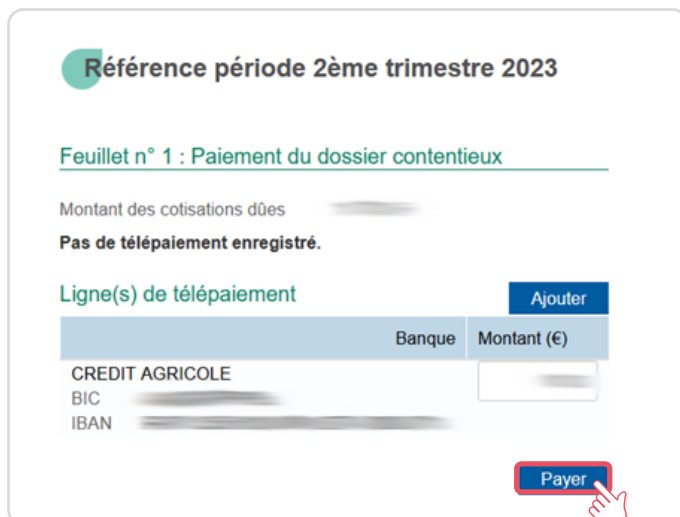 Référence période 2ème trimestre 2023
Feuillet n° 1 : Paiement du dossier contentieux
Montant des cotisations dûes
Pas de télépaiement enregistré.
Ligne(s) de télépaiement
Ajouter
Banque Montant (€)
CREDIT AGRICOLE
BIC
IBAN
Payer